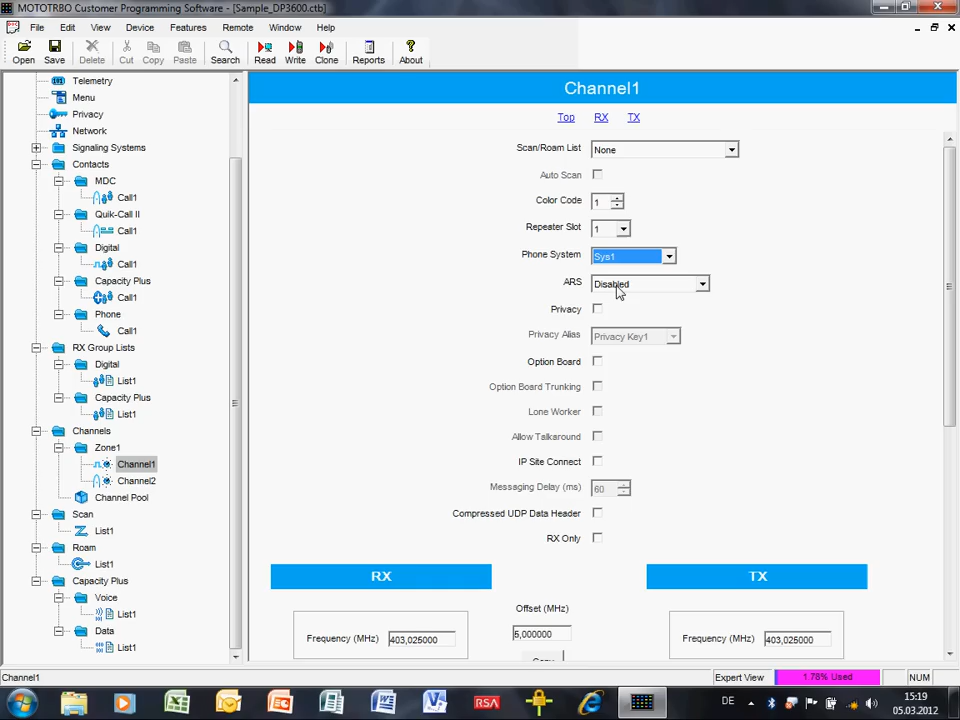 MOTOTRBO Customer Programming Software - [Sample_DP3600.ctb]
File Edit View Device Features Remote Window Help
Open Save Delete Cut Copy Paste Search Read Write Clone Reports About
Telemetry
Menu
Privacy
Network
Signaling Systems
Contacts
MDC
Call1
Quik-Call II
Call1
Digital
Call1
Capacity Plus
Call1
Phone
Call1
RX Group Lists
Digital
List1
Capacity Plus
List1
Channels
Zone1
Channel1
Channel2
Channel Pool
Scan
List1
Roam
List1
Capacity Plus
Voice
List1
Data
List1
Channel1
Top RX TX
Scan/Roam List None
Auto Scan
Color Code 1
Repeater Slot 1
Phone System Sys1
ARS Disabled
Privacy
Privacy Alias Privacy Key1
Option Board
Option Board Trunking
Lone Worker
Allow Talkaround
IP Site Connect
Messaging Delay (ms) 60
Compressed UDP Data Header
RX Only
RX TX
Offset (MHz)
Frequency (MHz) 403,025000 5,000000 Frequency (MHz) 403,025000
Copy
Channel1 Expert View 1.78% Used NUM
RSA DE 15:19
05.03.2012